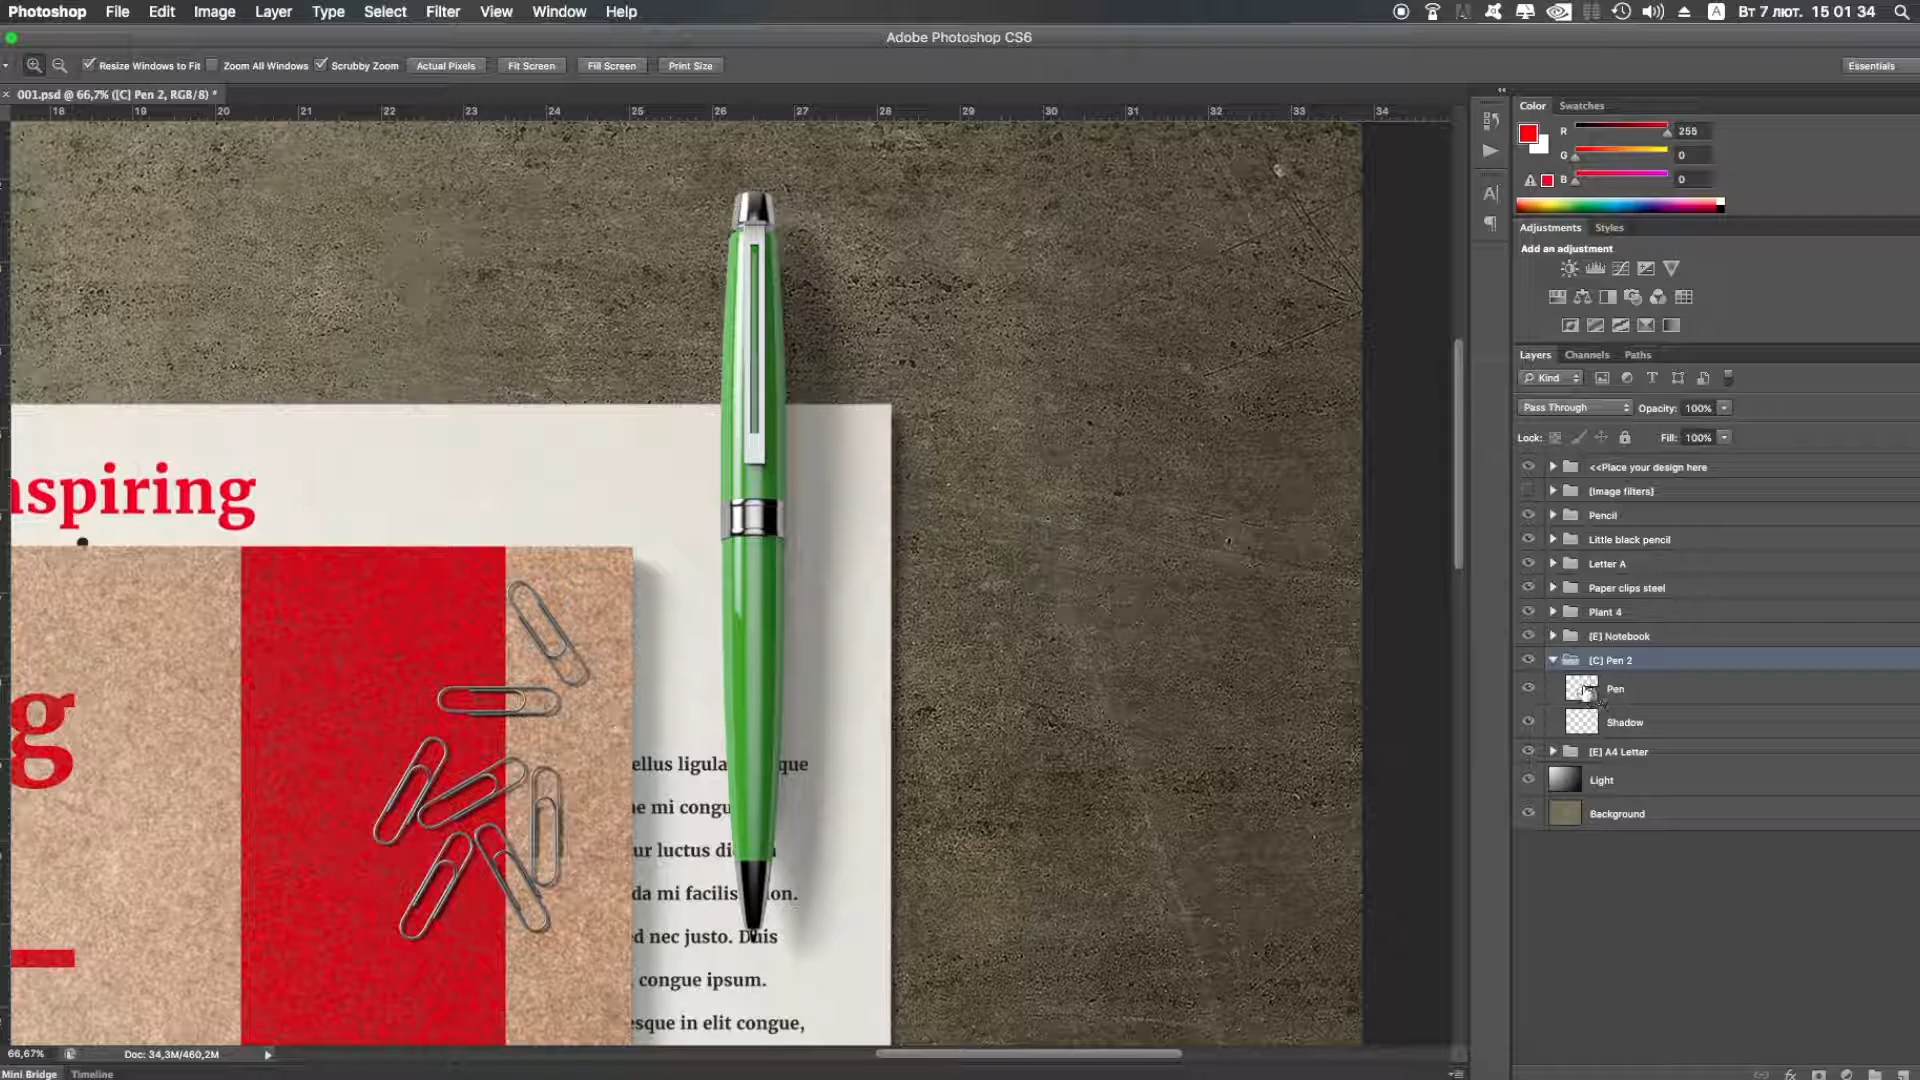 Photoshop File Edit Image Layer Type Select Filter View Window Help
A Вт 7 лют. 15 01 34
Adobe Photoshop CS6
Resize Windows to Fit Zoom All Windows Scrubby Zoom Actual Pixels Fit Screen Fill Screen Print Size Essentials
× 001.psd @ 66,7% ([C] Pen 2, RGB/8) *
18 19 20 21 22 23 24 25 26 27 28 29 30 31 32 33 34
Color Swatches
R 255
G 0
B 0
Adjustments Styles
Add an adjustment
Layers Channels Paths
Kind
Pass Through Opacity: 100%
Lock: Fill: 100%
<<Place your design here
[Image filters]
Pencil
Little black pencil
Letter A
Paper clips steel
Plant 4
[E] Notebook
[C] Pen 2
Pen
Shadow
[E] A4 Letter
Light
Background
nspiring
g
ellus ligula que
e mi congu
ur luctus di
da mi facilis on.
d nec justo. Duis
congue ipsum.
esque in elit congue,
66,67% Doc: 34,3M/460,2M
Mini Bridge Timeline
fx